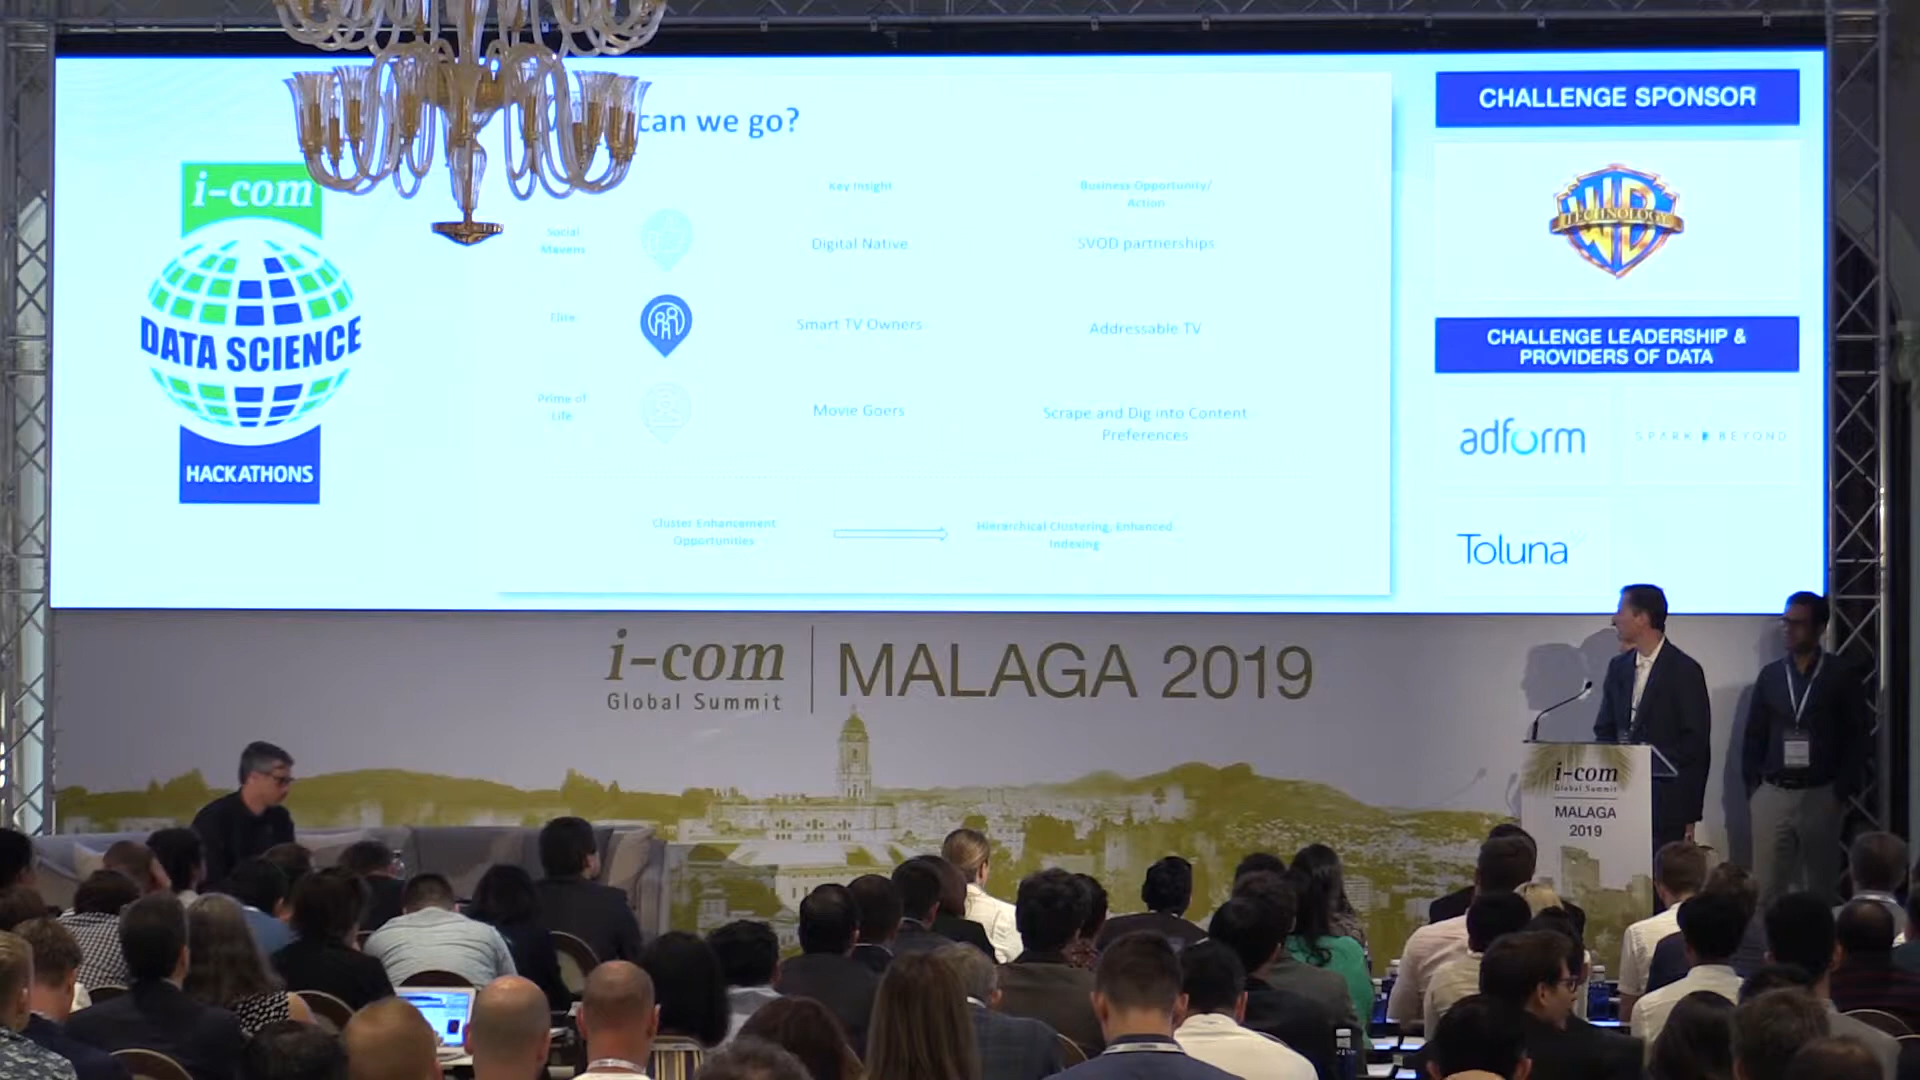 can we go?
Key Insight
Business Opportunity/
Action
Social
Mavens
Digital Native
SVOD partnerships
Elite
Smart TV Owners
Addressable TV
Prime of
Life
Movie Goers
Scrape and Dig into Content
Preferences
Cluster Enhancement
Opportunities
Hierarchical Clustering, Enhanced
Indexing
i-com
DATA SCIENCE
HACKATHONS
CHALLENGE SPONSOR
WB
TECHNOLOGY
CHALLENGE LEADERSHIP &
PROVIDERS OF DATA
adform
SPARK BEYOND
Toluna
i-com
Global Summit
MALAGA 2019
i-com
Global Summit
MALAGA
2019